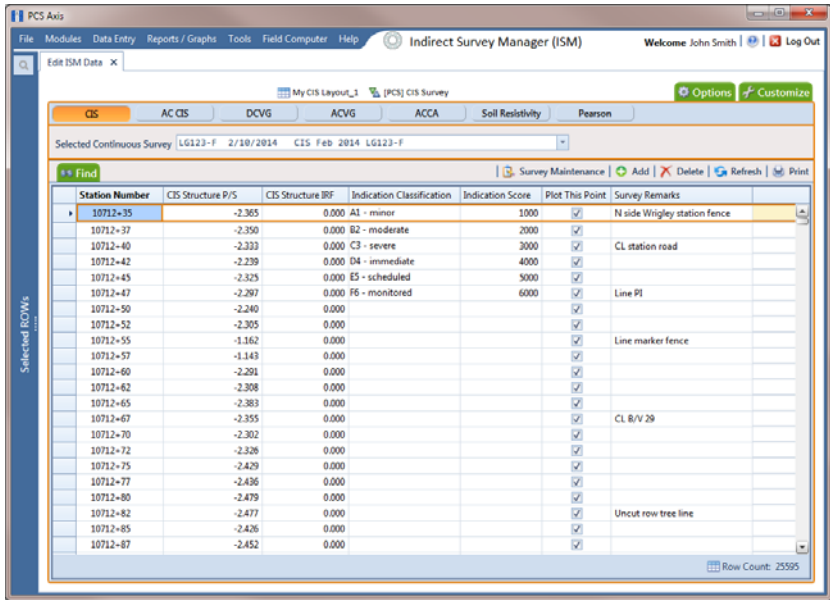 PCS Axis
File Modules Data Entry Reports / Graphs Tools Field Computer Help Indirect Survey Manager (ISM) Welcome John Smith Log Out
Edit ISM Data X
My CIS Layout_1 [PCS] CIS Survey Options Customize
CIS AC CIS DCVG ACVG ACCA Soil Resistivity Pearson
Selected Continuous Survey LG123-F 2/10/2014 CIS Feb 2014 LG123-F
Find Survey Maintenance Add Delete Refresh Print
Station Number CIS Structure P/S CIS Structure IRF Indication Classification Indication Score Plot This Point Survey Remarks
10712+35 -2.365 0.000 A1 - minor 1000 N side Wrigley station fence
10712+37 -2.350 0.000 B2 - moderate 2000
10712+40 -2.333 0.000 C3 - severe 3000 CL station road
10712+42 -2.239 0.000 D4 - immediate 4000
10712+45 -2.325 0.000 E5 - scheduled 5000
10712+47 -2.297 0.000 F6 - monitored 6000 Line PI
10712+50 -2.240 0.000
10712+52 -2.305 0.000
10712+55 -1.162 0.000 Line marker fence
10712+57 -1.143 0.000
10712+60 -2.291 0.000
10712+62 -2.308 0.000
10712+65 -2.383 0.000
10712+67 -2.355 0.000 CL B/V 29
10712+70 -2.302 0.000
10712+72 -2.326 0.000
10712+75 -2.429 0.000
10712+77 -2.436 0.000
10712+80 -2.479 0.000
10712+82 -2.477 0.000 Uncut row tree line
10712+85 -2.426 0.000
10712+87 -2.452 0.000
Row Count: 25595
Selected ROWs